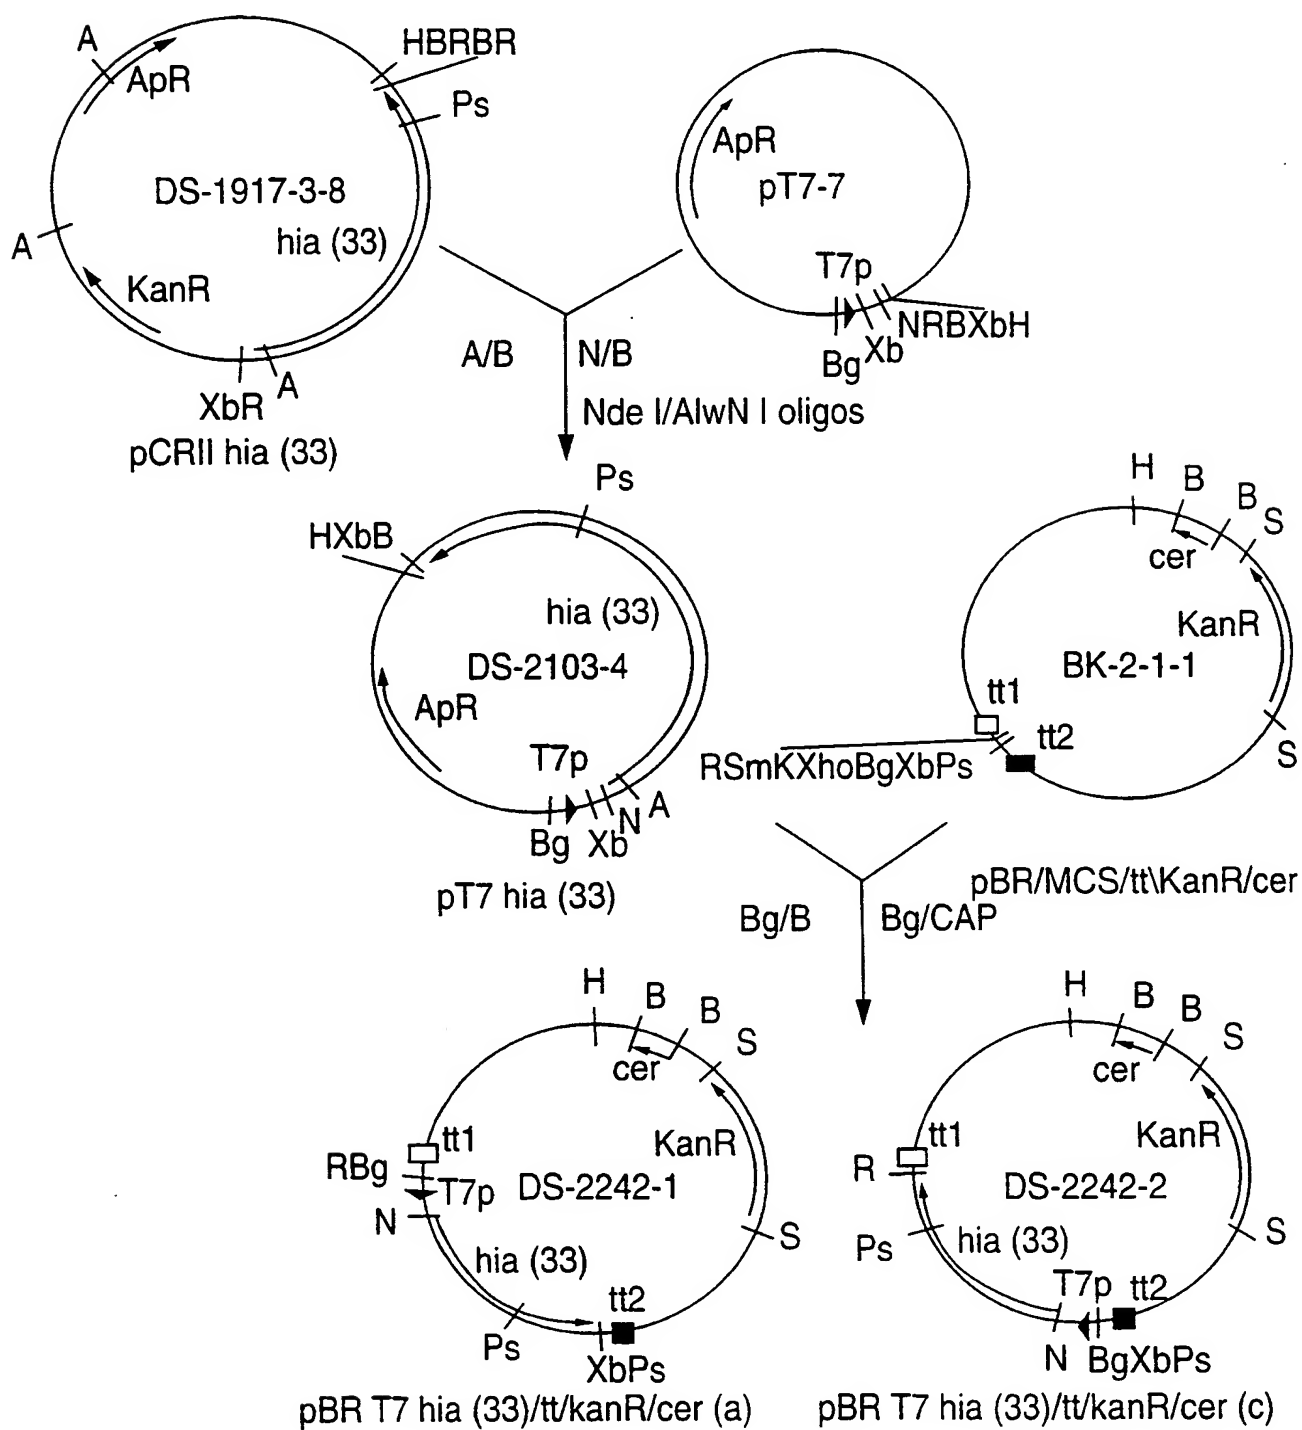 A
ApR
HBRBR
Ps
DS-1917-3-8
hia (33)
A
KanR
XbR
A
pCRII hia (33)
ApR
pT7-7
T7p
NRBXbH
Xb
Bg
A/B
N/B
Nde I/AlwN I oligos
Ps
HXbB
hia (33)
DS-2103-4
ApR
T7p
A
N
Xb
Bg
pT7 hia (33)
H
B
B
S
cer
KanR
BK-2-1-1
tt1
tt2
RSmKXhoBgXbPs
S
pBR/MCS/tt\KanR/cer
Bg/B
Bg/CAP
H
B
B
S
cer
KanR
tt1
RBg
T7p
DS-2242-1
N
S
hia (33)
tt2
Ps
XbPs
pBR T7 hia (33)/tt/kanR/cer (a)
H
B
B
S
cer
KanR
tt1
R
DS-2242-2
Ps
hia (33)
S
T7p
tt2
N
BgXbPs
pBR T7 hia (33)/tt/kanR/cer (c)